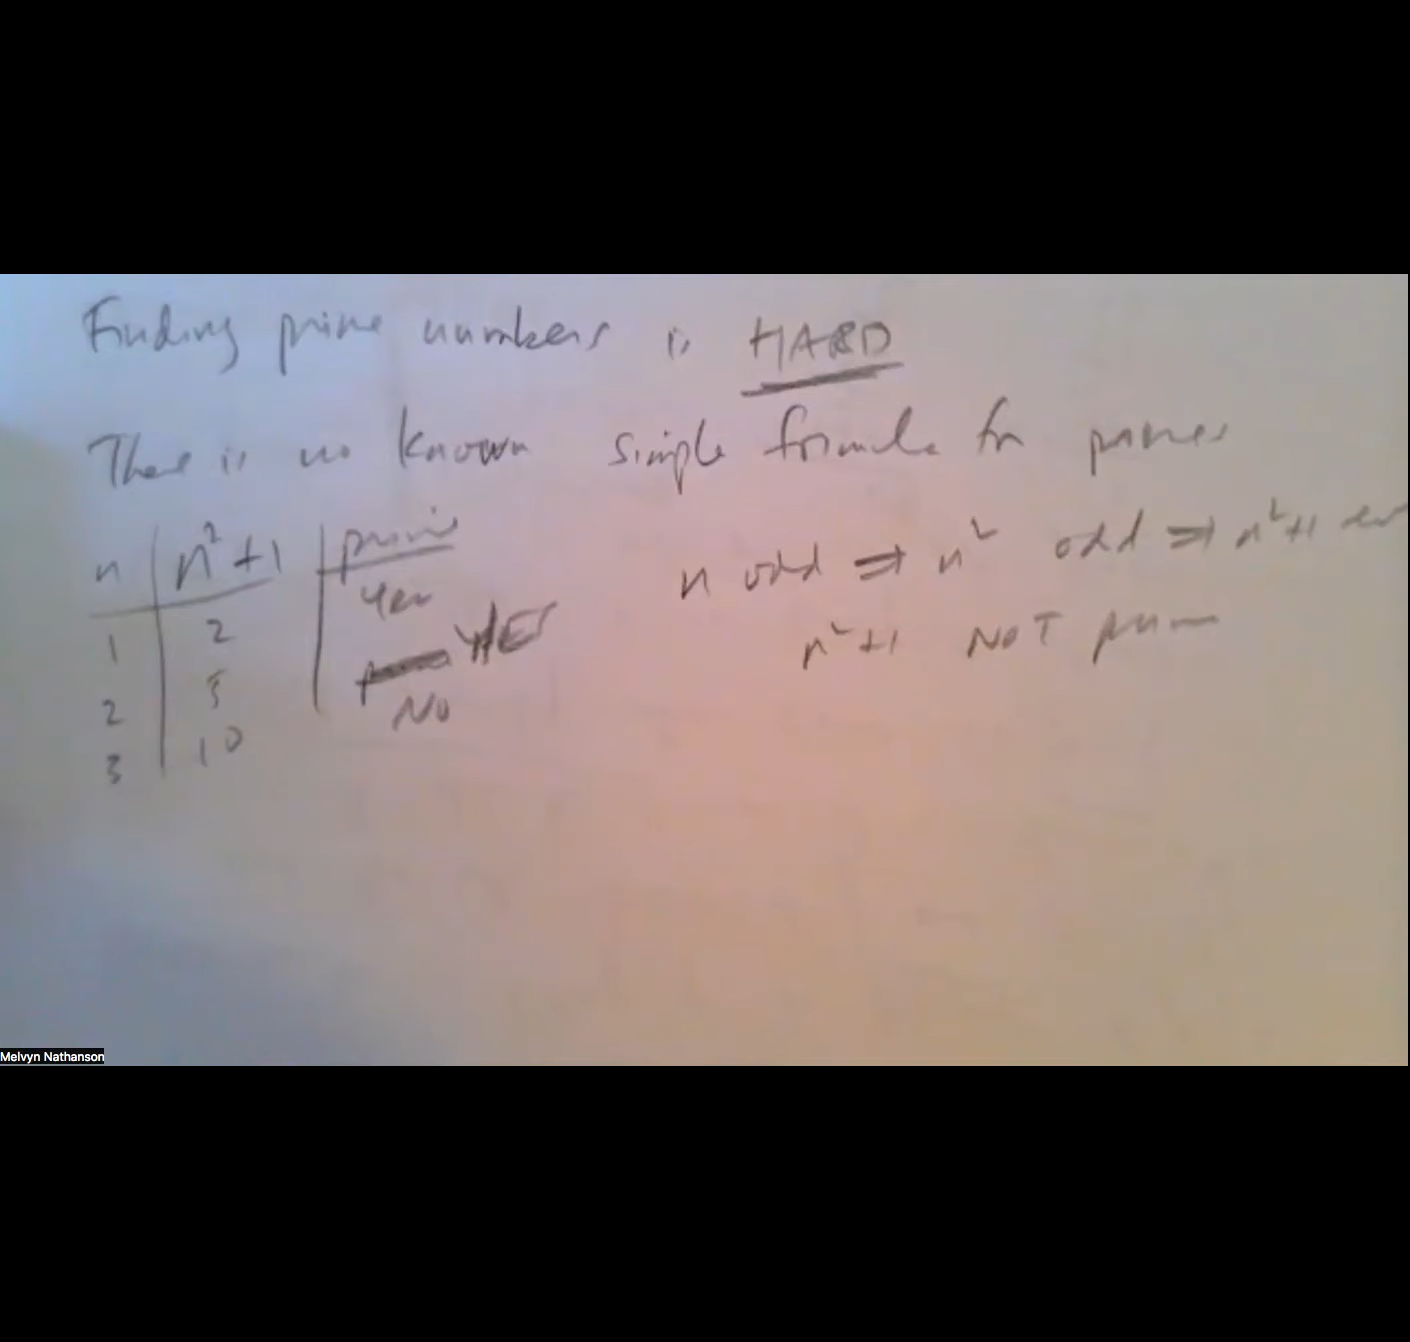 Finding prime numbers is HARD
There is no known simple formula for primes
n | n²+1 | prime
1 | 2 | Yes
2 | 5 | YES
3 | 10 | No
n odd ⇒ n² odd ⇒ n²+1 even
n²+1 NOT prime
Melvyn Nathanson